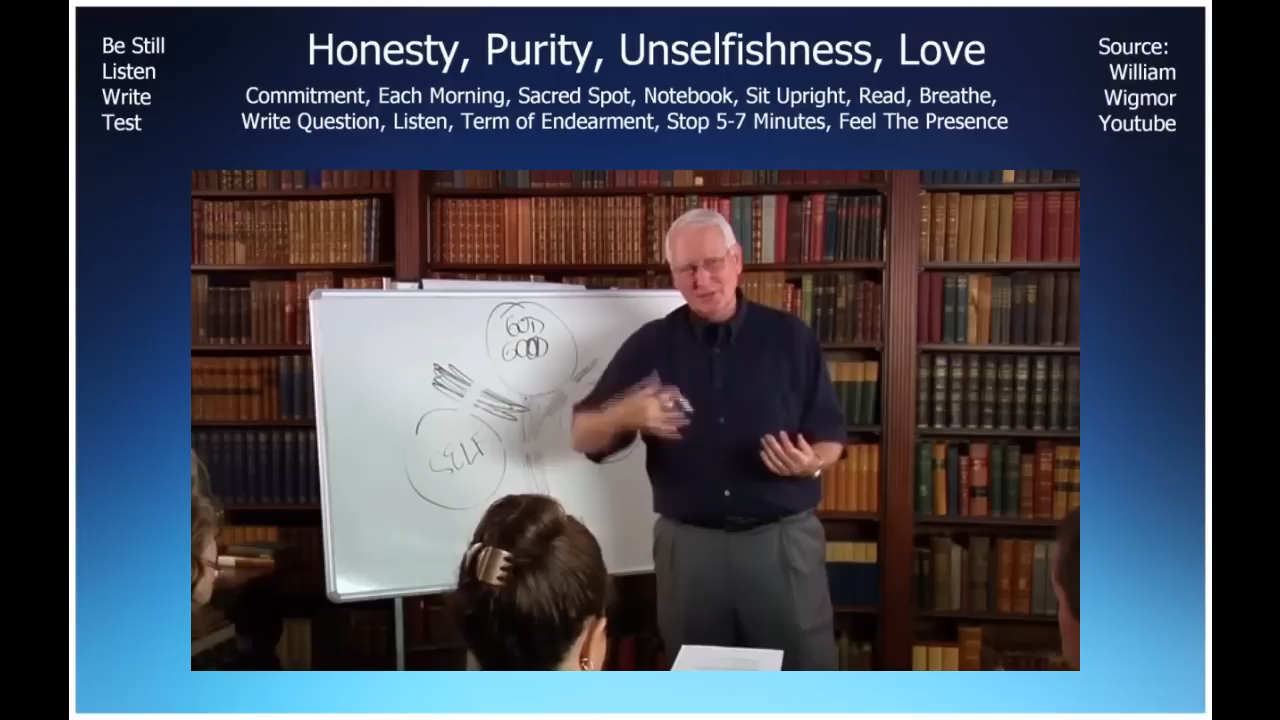 Be Still
Listen
Write
Test
Honesty, Purity, Unselfishness, Love
Commitment, Each Morning, Sacred Spot, Notebook, Sit Upright, Read, Breathe,
Write Question, Listen, Term of Endearment, Stop 5-7 Minutes, Feel The Presence
Source:
William
Wigmor
Youtube
GOD
GOOD
SELF